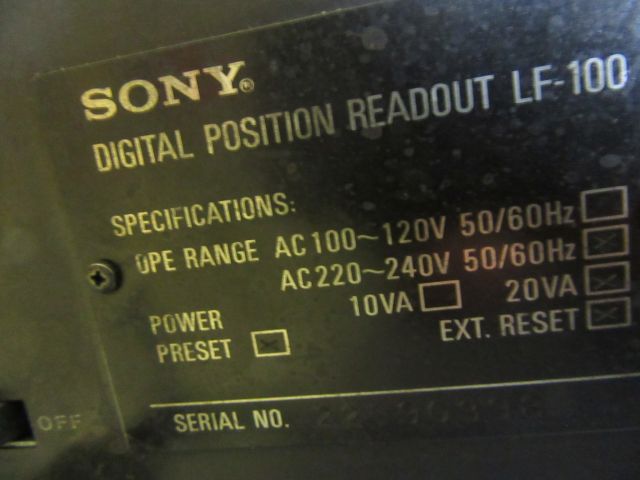 SONY®
DIGITAL POSITION READOUT LF-100
SPECIFICATIONS:
OPE RANGE AC100~120V 50/60Hz
AC220~240V 50/60Hz
POWER 10VA 20VA
PRESET EXT. RESET
OFF SERIAL NO.